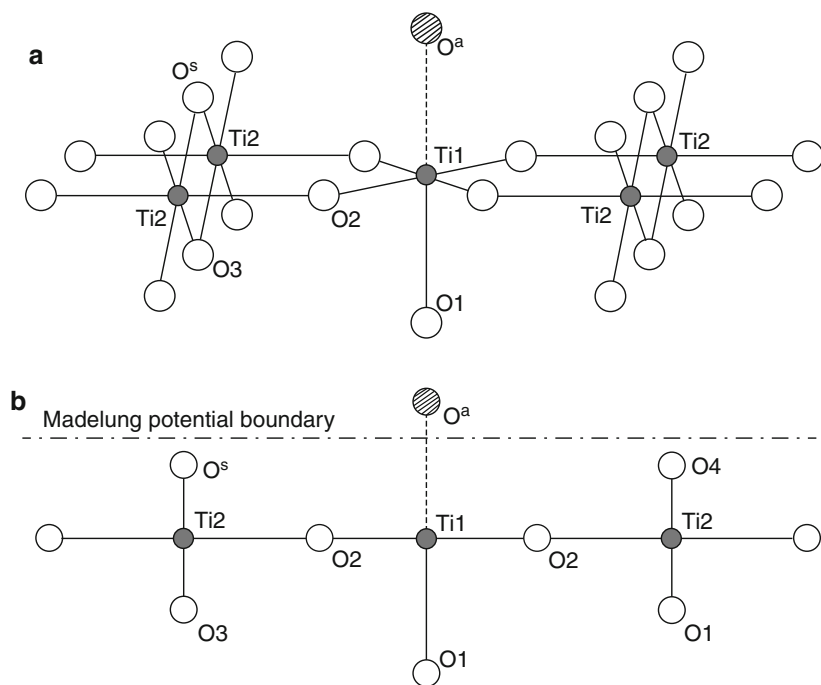 a
Oᵃ
Oˢ
Ti2
Ti1
Ti2
Ti2
O2
Ti2
O3
O1
b
Madelung potential boundary
Oᵃ
Oˢ
O4
Ti2
Ti1
Ti2
O2
O2
O3
O1
O1